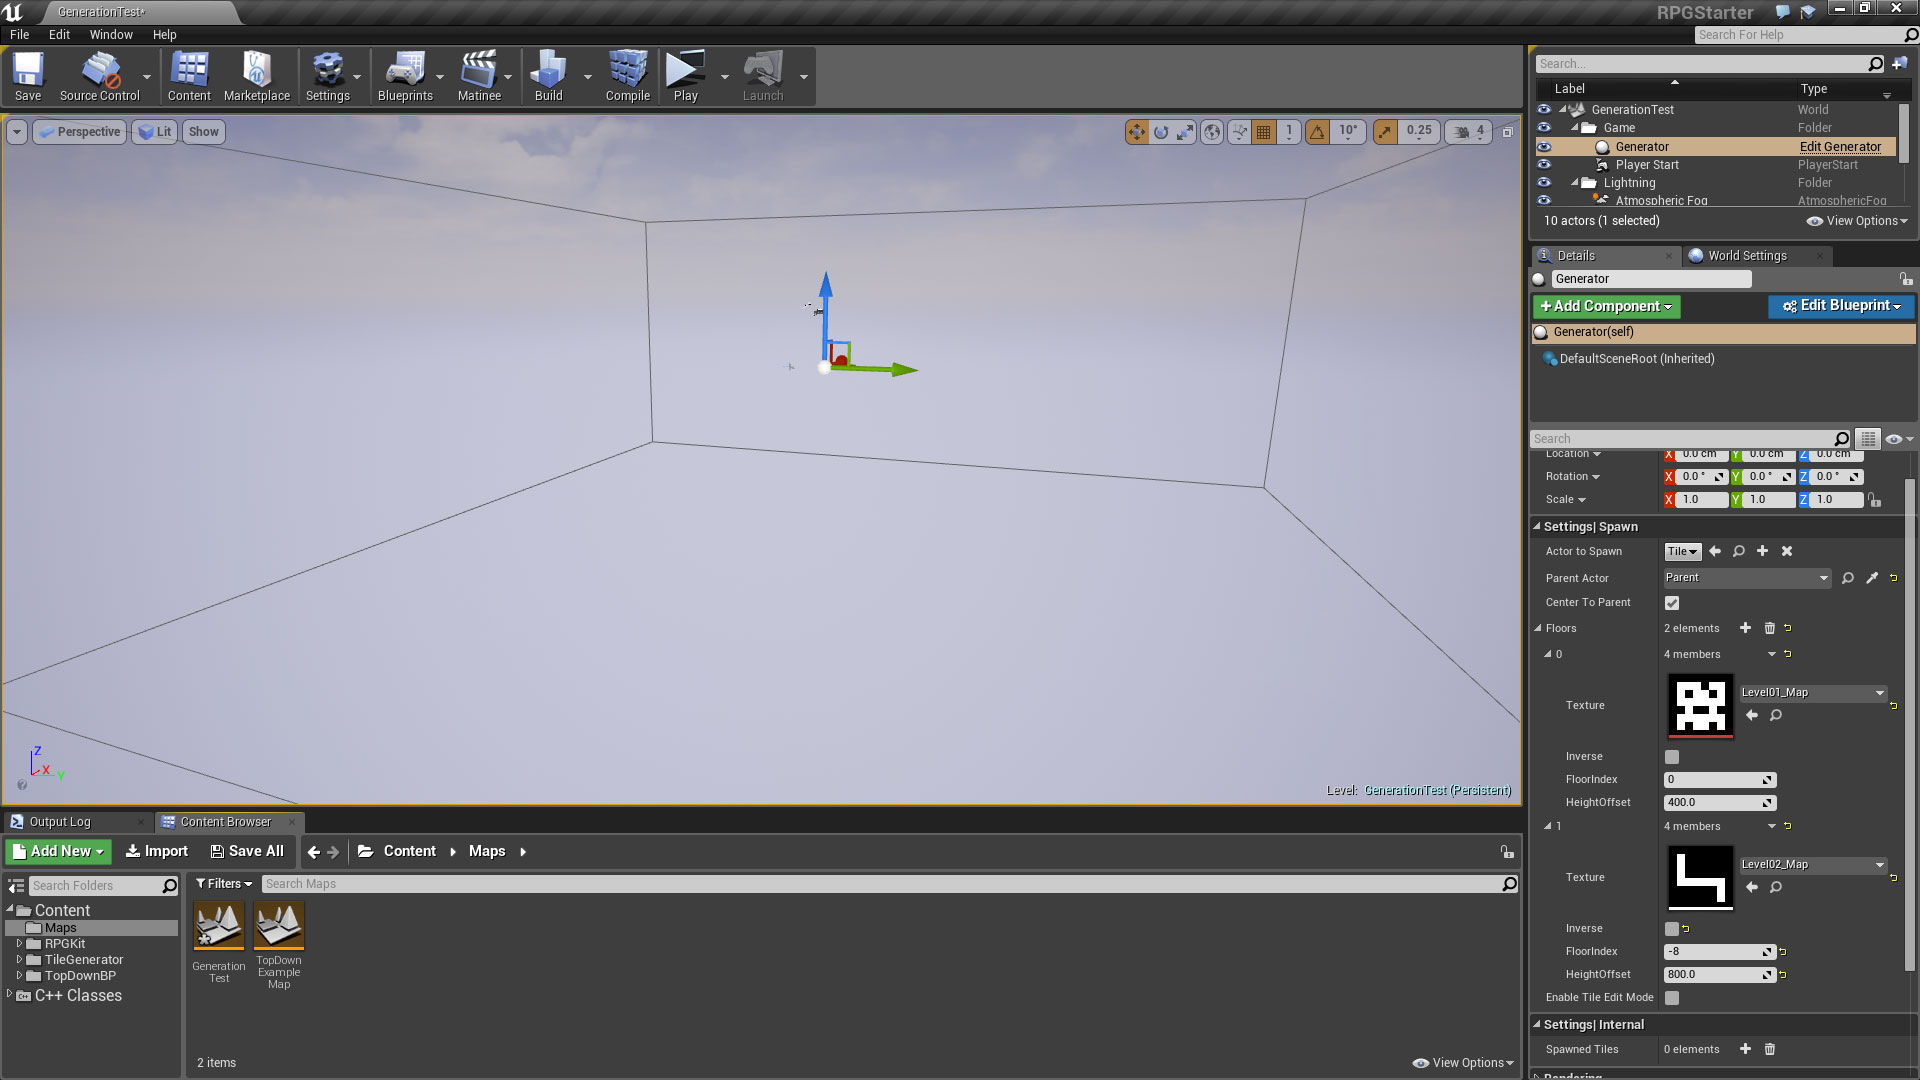 GenerationTest*
RPGStarter
File Edit Window Help
Search For Help
Save
Source Control
Content
Marketplace
Settings
Blueprints
Matinee
Build
Compile
Play
Launch
Perspective
Lit
Show
1
10°
0.25
4
Z
X
Y
Level: GenerationTest (Persistent)
Search...
Label Type
GenerationTest World
Game Folder
Generator Edit Generator
Player Start PlayerStart
Lightning Folder
Atmospheric Fog AtmosphericFog
10 actors (1 selected) View Options
Details World Settings
Generator
+ Add Component Edit Blueprint
Generator(self)
DefaultSceneRoot (Inherited)
Search
Location X 0.0 cm Y 0.0 cm Z 0.0 cm
Rotation X 0.0 ° Y 0.0 ° Z 0.0 °
Scale X 1.0 Y 1.0 Z 1.0
Settings| Spawn
Actor to Spawn Tile
Parent Actor Parent
Center To Parent
Floors 2 elements
0 4 members
Texture Level01_Map
Inverse
FloorIndex 0
HeightOffset 400.0
1 4 members
Texture Level02_Map
Inverse
FloorIndex -8
HeightOffset 800.0
Enable Tile Edit Mode
Settings| Internal
Spawned Tiles 0 elements
Rendering
Output Log Content Browser
Add New Import Save All Content Maps
Search Folders
Filters Search Maps
Content
Maps
RPGKit
TileGenerator
TopDownBP
C++ Classes
Generation
Test
TopDown
Example
Map
2 items View Options